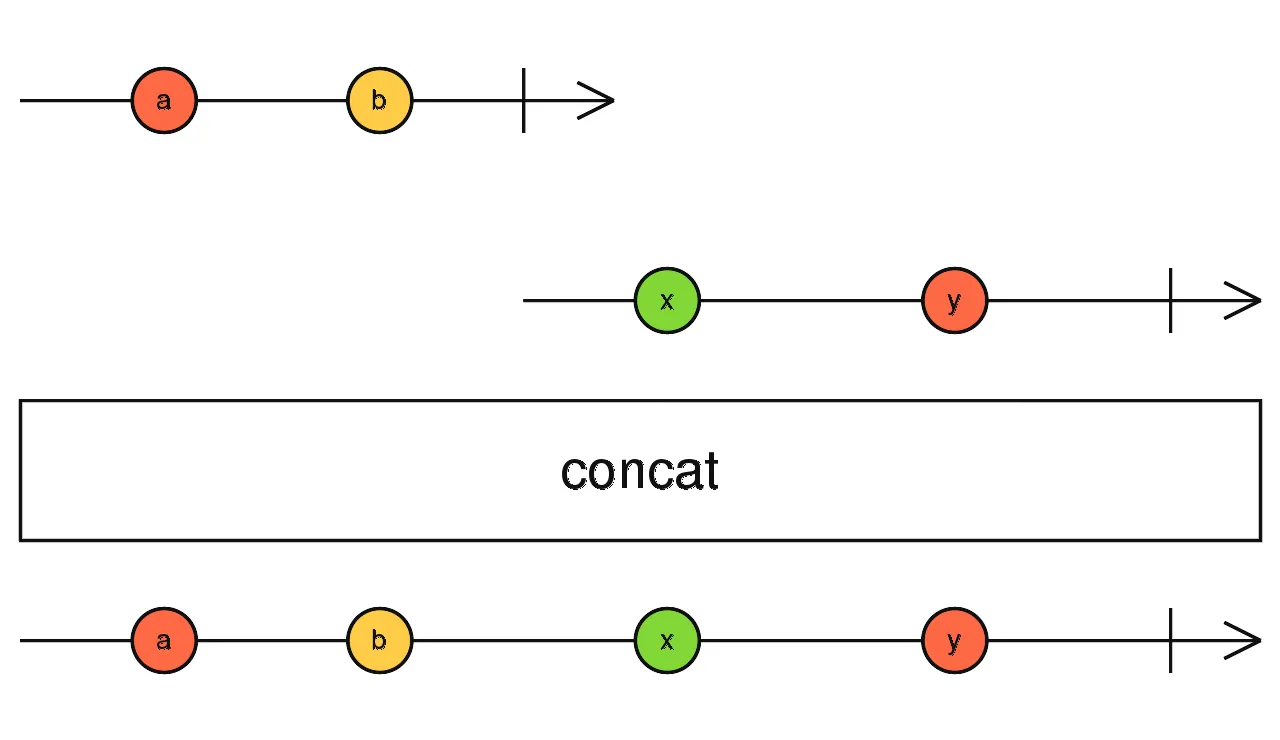 a b
x y
concat
a b x y